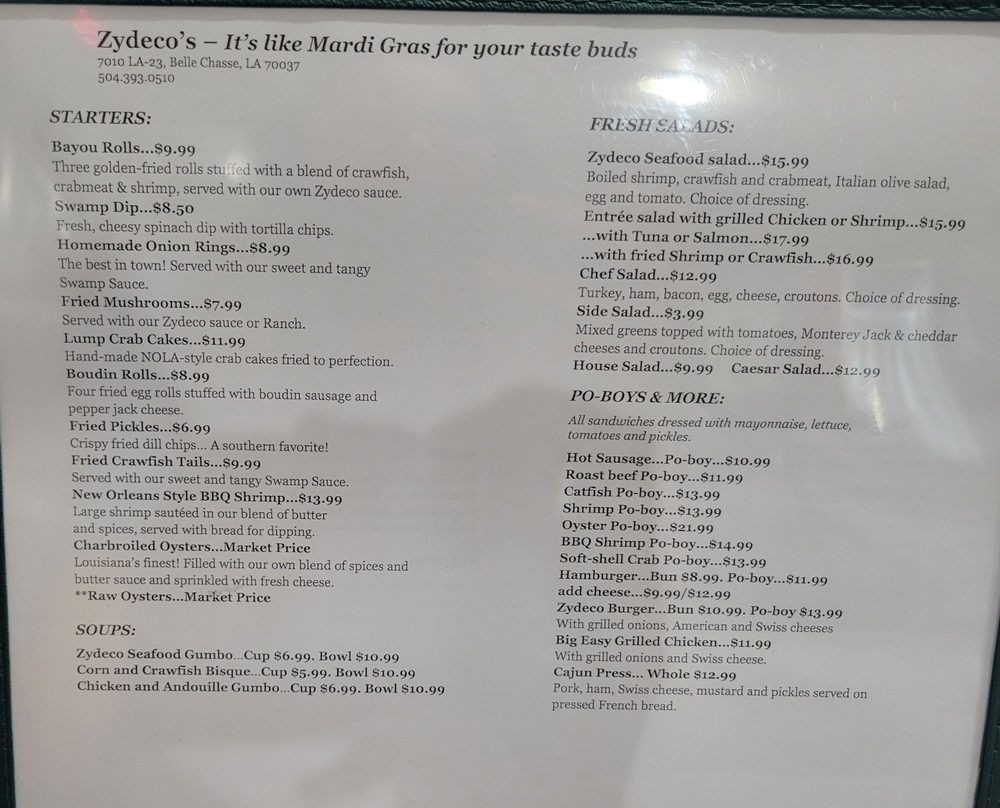 Zydeco's – It's like Mardi Gras for your taste buds
7010 LA-23, Belle Chasse, LA 70037
504.393.0510
STARTERS:
Bayou Rolls...$9.99
Three golden-fried rolls stuffed with a blend of crawfish,
crabmeat & shrimp, served with our own Zydeco sauce.
Swamp Dip...$8.50
Fresh, cheesy spinach dip with tortilla chips.
Homemade Onion Rings...$8.99
The best in town! Served with our sweet and tangy
Swamp Sauce.
Fried Mushrooms...$7.99
Served with our Zydeco sauce or Ranch.
Lump Crab Cakes...$11.99
Hand-made NOLA-style crab cakes fried to perfection.
Boudin Rolls...$8.99
Four fried egg rolls stuffed with boudin sausage and
pepper jack cheese.
Fried Pickles...$6.99
Crispy fried dill chips... A southern favorite!
Fried Crawfish Tails...$9.99
Served with our sweet and tangy Swamp Sauce.
New Orleans Style BBQ Shrimp...$13.99
Large shrimp sautéed in our blend of butter
and spices, served with bread for dipping.
Charbroiled Oysters...Market Price
Louisiana's finest! Filled with our own blend of spices and
butter sauce and sprinkled with fresh cheese.
**Raw Oysters...Market Price
SOUPS:
Zydeco Seafood Gumbo...Cup $6.99. Bowl $10.99
Corn and Crawfish Bisque...Cup $5.99. Bowl $10.99
Chicken and Andouille Gumbo...Cup $6.99. Bowl $10.99
FRESH SALADS:
Zydeco Seafood salad...$15.99
Boiled shrimp, crawfish and crabmeat, Italian olive salad,
egg and tomato. Choice of dressing.
Entrée salad with grilled Chicken or Shrimp...$15.99
...with Tuna or Salmon...$17.99
...with fried Shrimp or Crawfish...$16.99
Chef Salad...$12.99
Turkey, ham, bacon, egg, cheese, croutons. Choice of dressing.
Side Salad...$3.99
Mixed greens topped with tomatoes, Monterey Jack & cheddar
cheeses and croutons. Choice of dressing.
House Salad...$9.99 Caesar Salad...$12.99
PO-BOYS & MORE:
All sandwiches dressed with mayonnaise, lettuce,
tomatoes and pickles.
Hot Sausage...Po-boy...$10.99
Roast beef Po-boy...$11.99
Catfish Po-boy...$13.99
Shrimp Po-boy...$13.99
Oyster Po-boy...$21.99
BBQ Shrimp Po-boy...$14.99
Soft-shell Crab Po-boy...$13.99
Hamburger...Bun $8.99. Po-boy...$11.99
add cheese...$9.99/$12.99
Zydeco Burger...Bun $10.99. Po-boy $13.99
With grilled onions, American and Swiss cheeses
Big Easy Grilled Chicken...$11.99
With grilled onions and Swiss cheese.
Cajun Press... Whole $12.99
Pork, ham, Swiss cheese, mustard and pickles served on
pressed French bread.